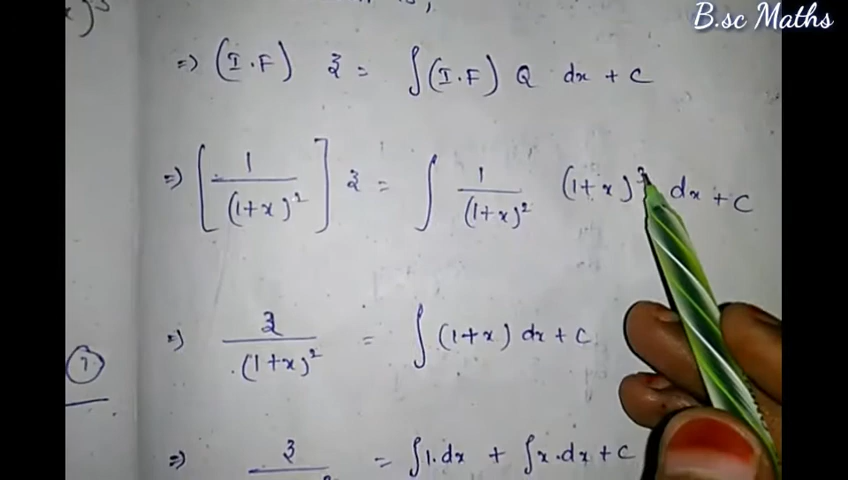 B.sc Maths
=> (I.F) z = ∫(I.F) Q dx + c
=> [1/(1+x)²] z = ∫ 1/(1+x)² (1+x)³ dx + c
=> z/(1+x)² = ∫(1+x) dx + c
7
=> z = ∫1.dx + ∫x.dx + c